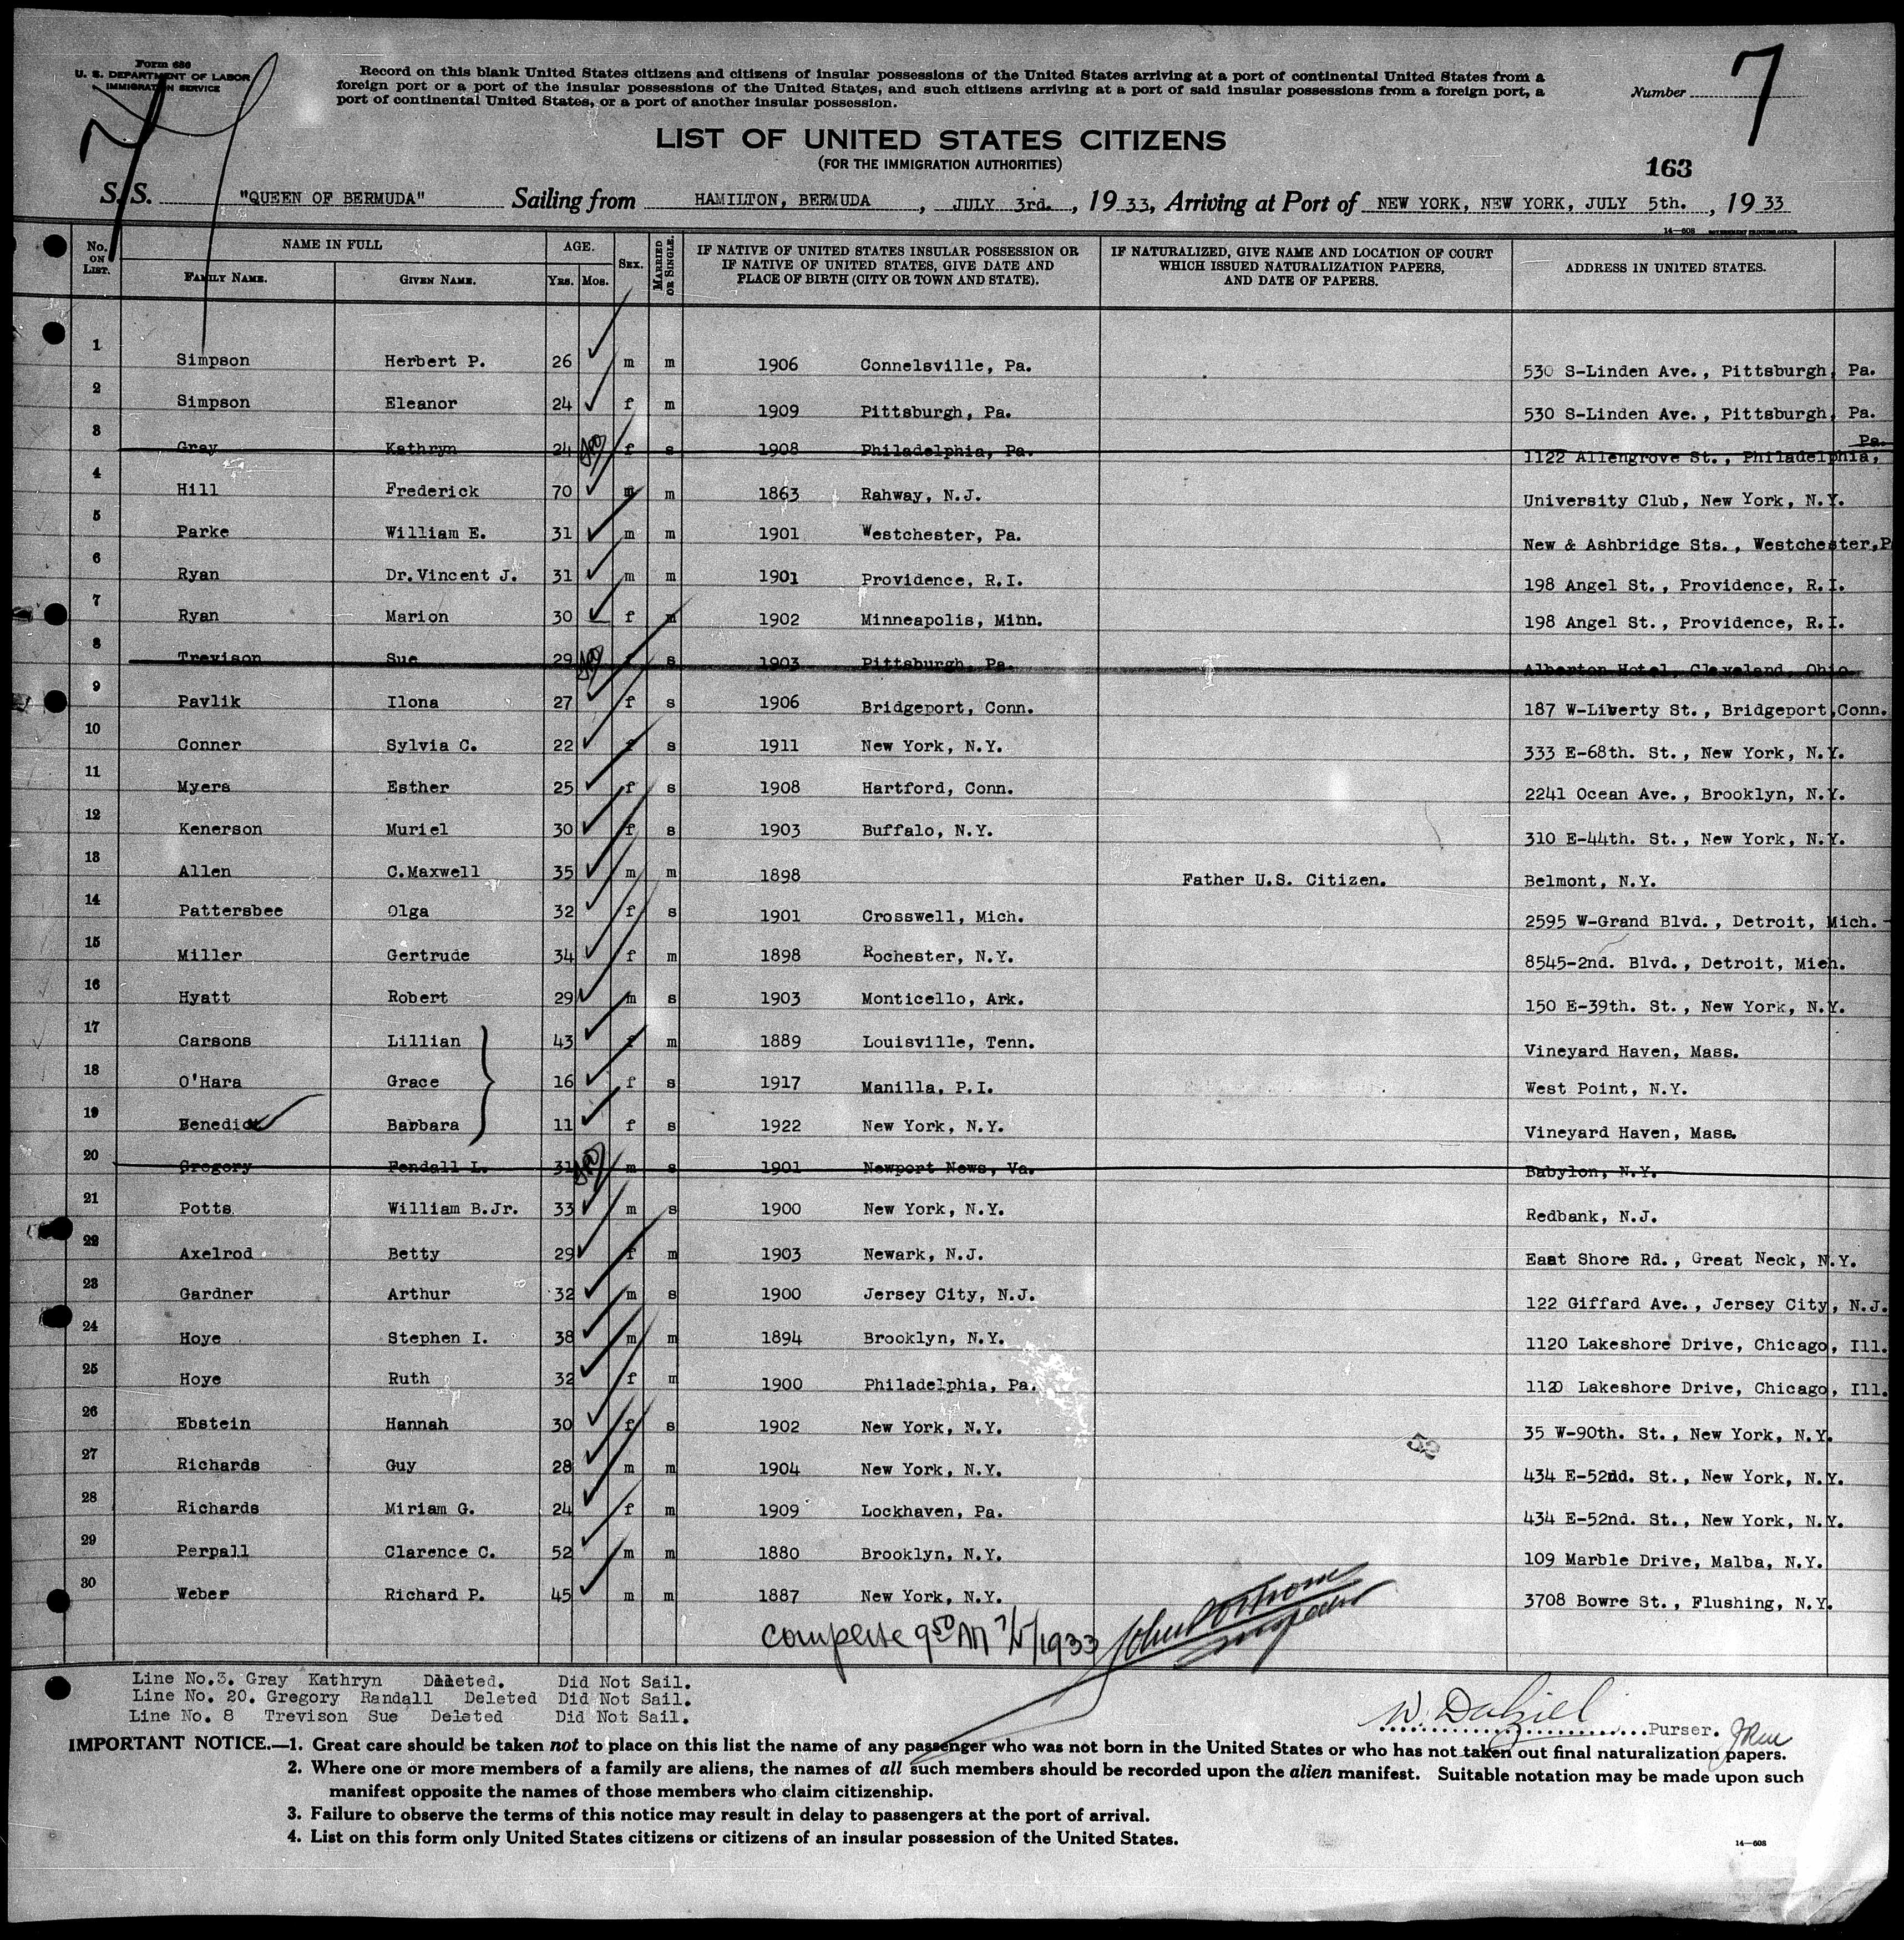 Form 630
U. S. DEPARTMENT OF LABOR
IMMIGRATION SERVICE
Record on this blank United States citizens and citizens of insular possessions of the United States arriving at a port of continental United States from a
foreign port or a port of the insular possessions of the United States, and such citizens arriving at a port of said insular possessions from a foreign port, a
port of continental United States, or a port of another insular possession.
Number 7
LIST OF UNITED STATES CITIZENS
(FOR THE IMMIGRATION AUTHORITIES)
163
S. S. "QUEEN OF BERMUDA" Sailing from HAMILTON, BERMUDA, JULY 3rd., 1933, Arriving at Port of NEW YORK, NEW YORK, JULY 5th., 1933
14—608
No. ON LIST. NAME IN FULL FAMILY NAME. GIVEN NAME. AGE. YRS. MOS. SEX. MARRIED OR SINGLE. IF NATIVE OF UNITED STATES INSULAR POSSESSION OR IF NATIVE OF UNITED STATES, GIVE DATE AND PLACE OF BIRTH (CITY OR TOWN AND STATE). IF NATURALIZED, GIVE NAME AND LOCATION OF COURT WHICH ISSUED NATURALIZATION PAPERS, AND DATE OF PAPERS. ADDRESS IN UNITED STATES.
1 Simpson Herbert P. 26 m m 1906 Connelsville, Pa. 530 S-Linden Ave., Pittsburgh, Pa.
2 Simpson Eleanor 24 f m 1909 Pittsburgh, Pa. 530 S-Linden Ave., Pittsburgh, Pa.
3 Gray Kathryn 24 f s 1908 Philadelphia, Pa. 1122 Allengrove St., Philadelphia, Pa.
4 Hill Frederick 70 m m 1863 Rahway, N.J. University Club, New York, N.Y.
5 Parke William E. 31 m m 1901 Westchester, Pa. New & Ashbridge Sts., Westchester,P
6 Ryan Dr.Vincent J. 31 m m 1901 Providence, R.I. 198 Angel St., Providence, R.I.
7 Ryan Marion 30 f m 1902 Minneapolis, Minn. 198 Angel St., Providence, R.I.
8 Trevison Sue 29 f s 1903 Pittsburgh, Pa. Alberton Hotel, Cleveland, Ohio
9 Pavlik Ilona 27 f s 1906 Bridgeport, Conn. 187 W-Liberty St., Bridgeport,Conn.
10 Conner Sylvia C. 22 f s 1911 New York, N.Y. 333 E-68th. St., New York, N.Y.
11 Myers Esther 25 f s 1908 Hartford, Conn. 2241 Ocean Ave., Brooklyn, N.Y.
12 Kenerson Muriel 30 f s 1903 Buffalo, N.Y. 310 E-44th. St., New York, N.Y.
13 Allen C.Maxwell 35 m m 1898 Father U.S. Citizen. Belmont, N.Y.
14 Pattersbee Olga 32 f s 1901 Crosswell, Mich. 2595 W-Grand Blvd., Detroit, Mich.
15 Miller Gertrude 34 f m 1898 Rochester, N.Y. 8545-2nd. Blvd., Detroit, Mich.
16 Hyatt Robert 29 m s 1903 Monticello, Ark. 150 E-39th. St., New York, N.Y.
17 Carsons Lillian 43 f m 1889 Louisville, Tenn. Vineyard Haven, Mass.
18 O'Hara Grace 16 f s 1917 Manilla, P.I. West Point, N.Y.
19 Benedict Barbara 11 f s 1922 New York, N.Y. Vineyard Haven, Mass.
20 Gregory Fendall L. 31 m s 1901 Newport News, Va. Babylon, N.Y.
21 Potts William B.Jr. 33 m s 1900 New York, N.Y. Redbank, N.J.
22 Axelrod Betty 29 f m 1903 Newark, N.J. East Shore Rd., Great Neck, N.Y.
23 Gardner Arthur 32 m s 1900 Jersey City, N.J. 122 Giffard Ave., Jersey City, N.J.
24 Hoye Stephen I. 38 m m 1894 Brooklyn, N.Y. 1120 Lakeshore Drive, Chicago, Ill.
25 Hoye Ruth 32 f m 1900 Philadelphia, Pa. 1120 Lakeshore Drive, Chicago, Ill.
26 Ebstein Hannah 30 f s 1902 New York, N.Y. 35 W-90th. St., New York, N.Y.
52
27 Richards Guy 28 m m 1904 New York, N.Y. 434 E-52nd. St., New York, N.Y.
28 Richards Miriam G. 24 f m 1909 Lockhaven, Pa. 434 E-52nd. St., New York, N.Y.
29 Perpall Clarence C. 52 m m 1880 Brooklyn, N.Y. 109 Marble Drive, Malba, N.Y.
30 Weber Richard P. 45 m m 1887 New York, N.Y. 3708 Bowre St., Flushing, N.Y.
complete 9 50 AM 7/5/1933
Line No.3. Gray Kathryn Deleted. Did Not Sail.
Line No. 20. Gregory Randall Deleted Did Not Sail.
Line No. 8 Trevison Sue Deleted Did Not Sail.
W. Dalziel Purser.
IMPORTANT NOTICE.—1. Great care should be taken not to place on this list the name of any passenger who was not born in the United States or who has not taken out final naturalization papers.
2. Where one or more members of a family are aliens, the names of all such members should be recorded upon the alien manifest. Suitable notation may be made upon such
manifest opposite the names of those members who claim citizenship.
3. Failure to observe the terms of this notice may result in delay to passengers at the port of arrival.
4. List on this form only United States citizens or citizens of an insular possession of the United States.
14—608